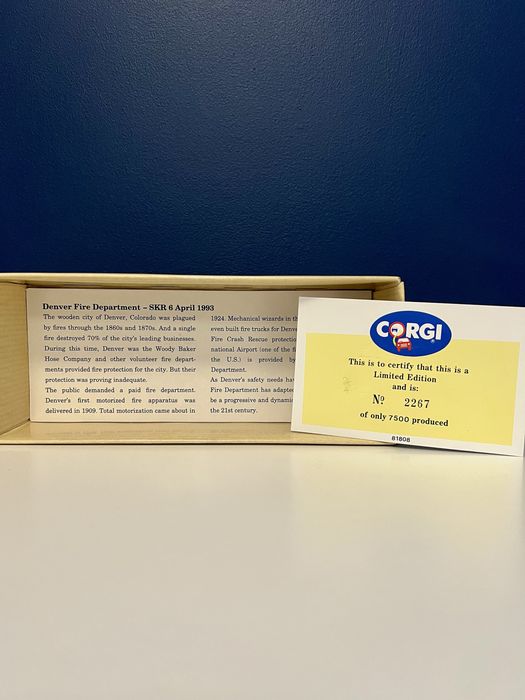 Denver Fire Department – SKR 6 April 1993
The wooden city of Denver, Colorado was plagued
by fires through the 1860s and 1870s. And a single
fire destroyed 70% of the city's leading businesses.
During this time, Denver was the Woody Baker
Hose Company and other volunteer fire depart-
ments provided fire protection for the city. But their
protection was proving inadequate.
The public demanded a paid fire department.
Denver's first motorized fire apparatus was
delivered in 1909. Total motorization came about in
1924. Mechanical wizards in
even built fire trucks for
Fire Crash Rescue
national Airport (one of the
the U.S.) is provided by
Department.
As Denver's safety needs
Fire Department has
be a progressive and
the 21st century.
CORGI
This is to certify that this is a
Limited Edition
and is:
Nº 2267
of only 7500 produced
81808